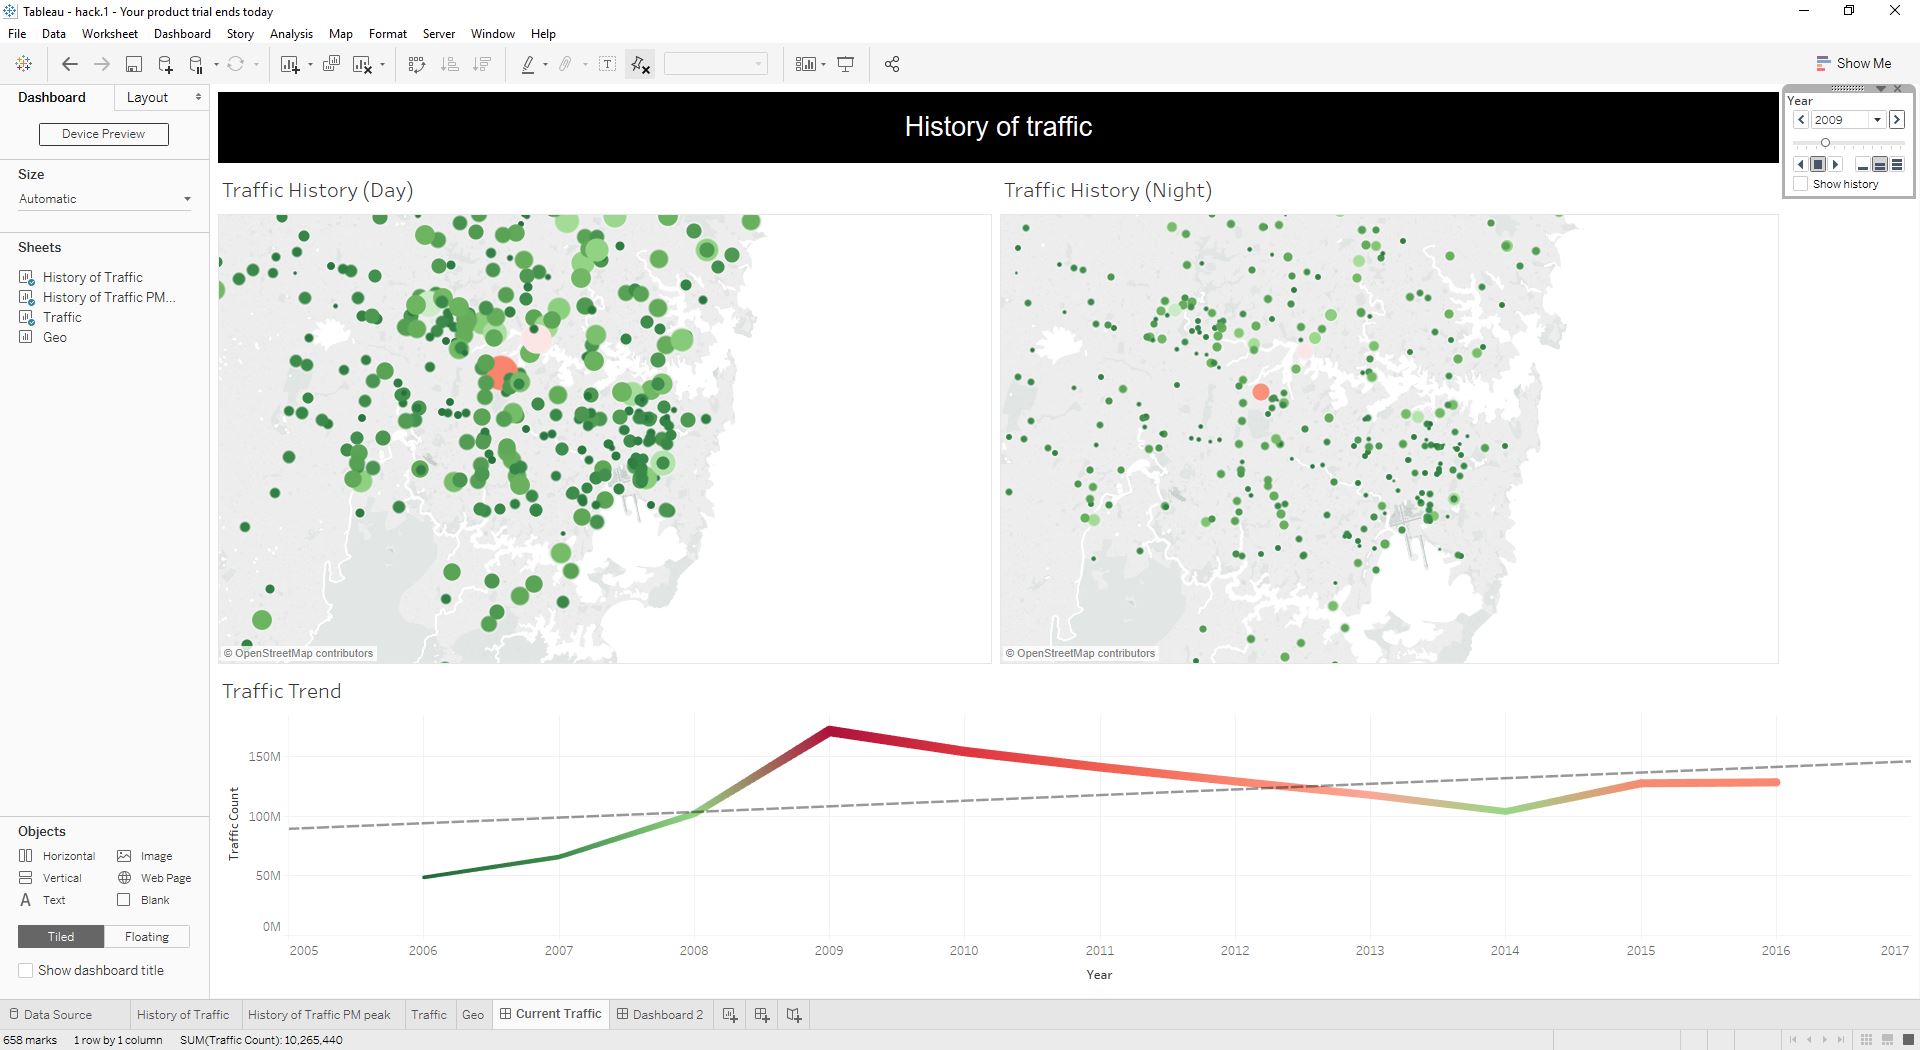 Tableau - hack.1 - Your product trial ends today
File Data Worksheet Dashboard Story Analysis Map Format Server Window Help
Show Me
Dashboard Layout
Device Preview
Size
Automatic
Sheets
History of Traffic
History of Traffic PM...
Traffic
Geo
History of traffic
Year
2009
Show history
Traffic History (Day)
© OpenStreetMap contributors
Traffic History (Night)
© OpenStreetMap contributors
Traffic Trend
Traffic Count
150M
100M
50M
0M
2005 2006 2007 2008 2009 2010 2011 2012 2013 2014 2015 2016 2017
Year
Objects
Horizontal Image
Vertical Web Page
A Text Blank
Tiled Floating
Show dashboard title
Data Source History of Traffic History of Traffic PM peak Traffic Geo Current Traffic Dashboard 2
658 marks 1 row by 1 column SUM(Traffic Count): 10,265,440